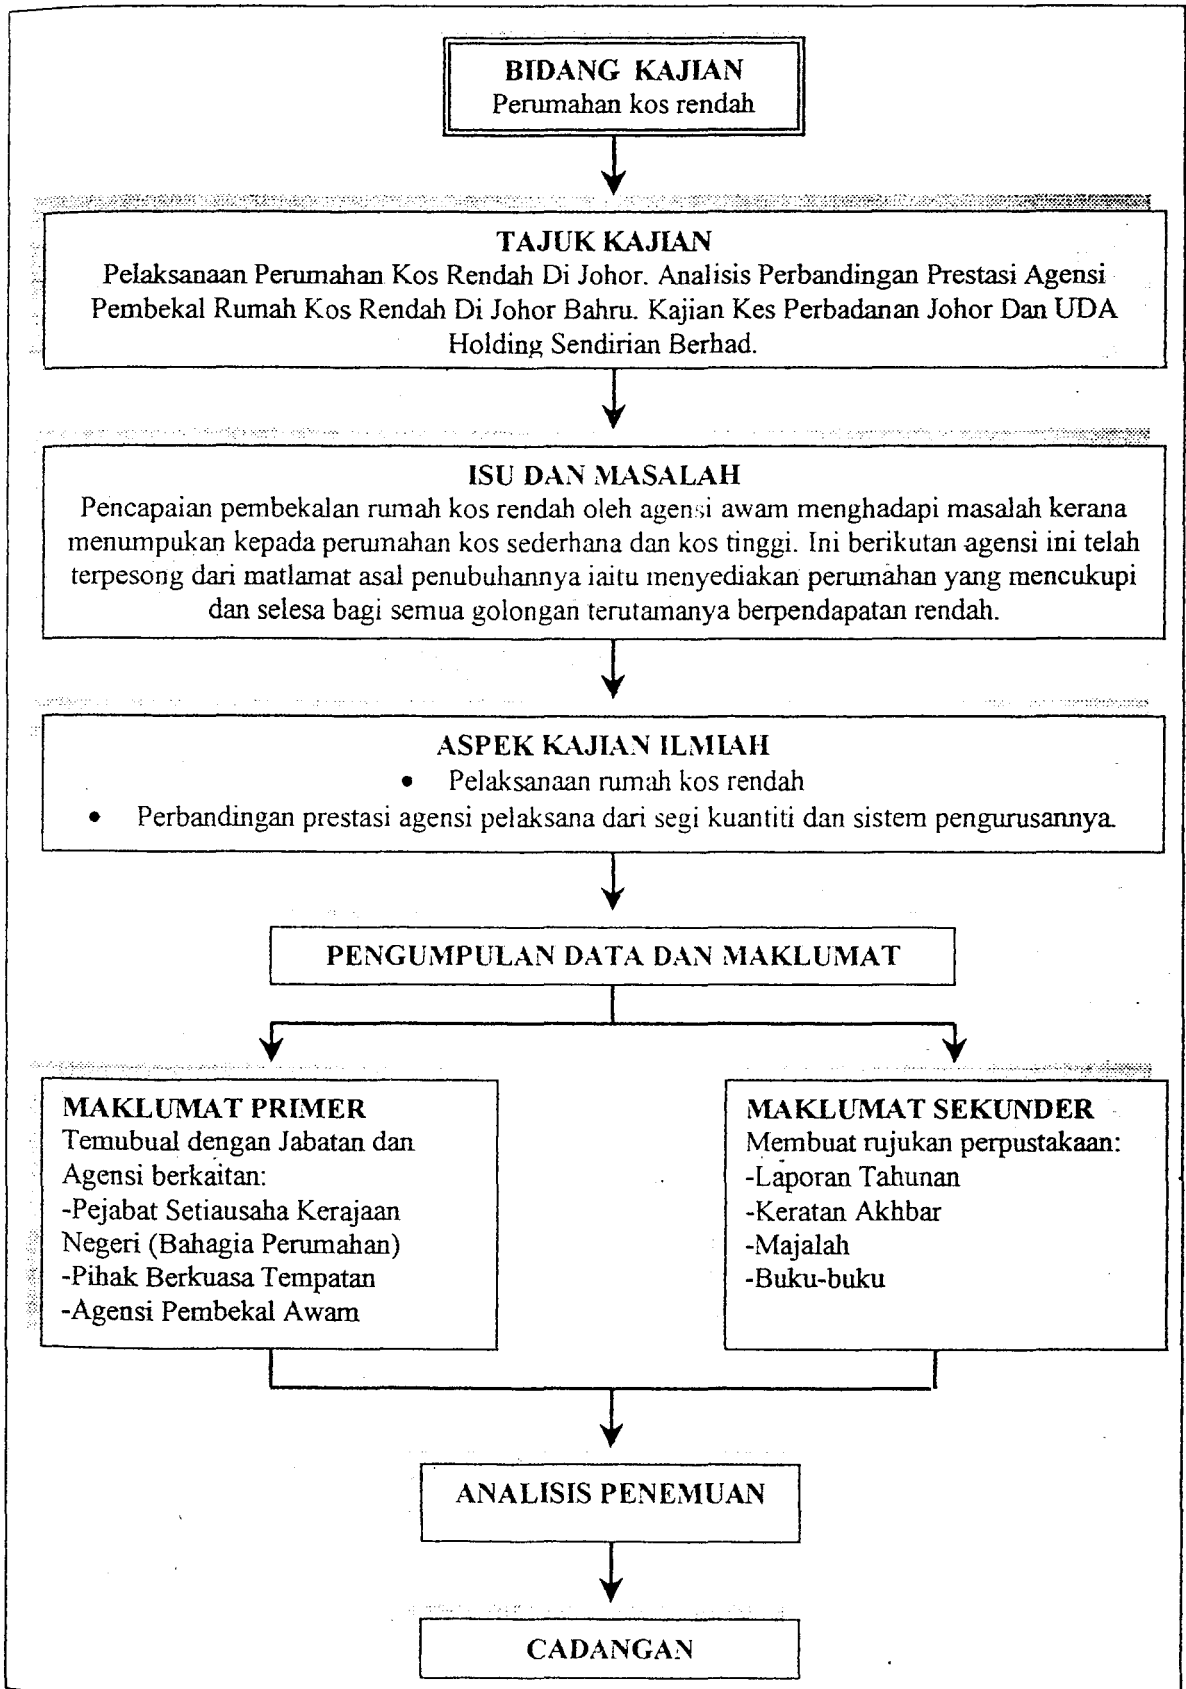 BIDANG KAJIAN
Perumahan kos rendah
TAJUK KAJIAN
Pelaksanaan Perumahan Kos Rendah Di Johor. Analisis Perbandingan Prestasi Agensi
Pembekal Rumah Kos Rendah Di Johor Bahru. Kajian Kes Perbadanan Johor Dan UDA
Holding Sendirian Berhad.
ISU DAN MASALAH
Pencapaian pembekalan rumah kos rendah oleh agensi awam menghadapi masalah kerana
menumpukan kepada perumahan kos sederhana dan kos tinggi. Ini berikutan agensi ini telah
terpesong dari matlamat asal penubuhannya iaitu menyediakan perumahan yang mencukupi
dan selesa bagi semua golongan terutamanya berpendapatan rendah.
ASPEK KAJIAN ILMIAH
• Pelaksanaan rumah kos rendah
• Perbandingan prestasi agensi pelaksana dari segi kuantiti dan sistem pengurusannya.
PENGUMPULAN DATA DAN MAKLUMAT
MAKLUMAT PRIMER
Temubual dengan Jabatan dan
Agensi berkaitan:
-Pejabat Setiausaha Kerajaan
Negeri (Bahagia Perumahan)
-Pihak Berkuasa Tempatan
-Agensi Pembekal Awam
MAKLUMAT SEKUNDER
Membuat rujukan perpustakaan:
-Laporan Tahunan
-Keratan Akhbar
-Majalah
-Buku-buku
ANALISIS PENEMUAN
CADANGAN